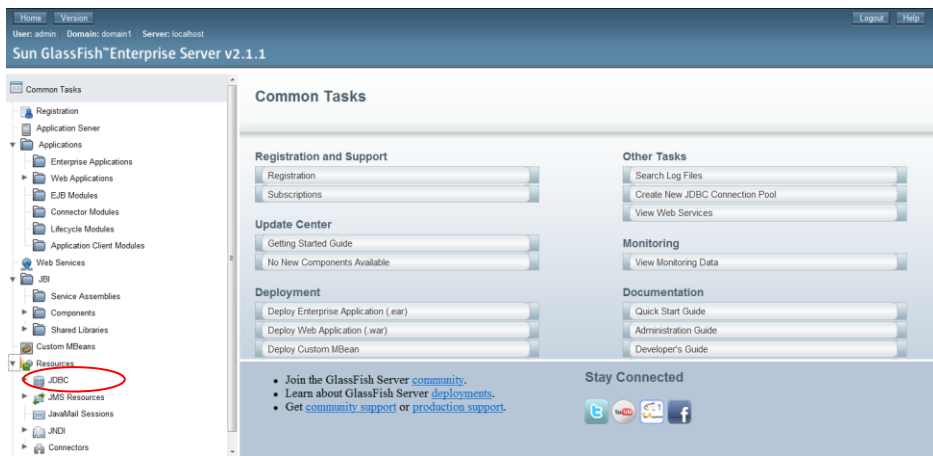 Home Version Logout Help
User: admin Domain: domain1 Server: localhost
Sun GlassFish™ Enterprise Server v2.1.1
Common Tasks
Registration
Application Server
Applications
Enterprise Applications
Web Applications
EJB Modules
Connector Modules
Lifecycle Modules
Application Client Modules
Web Services
JBI
Service Assemblies
Components
Shared Libraries
Custom MBeans
Resources
JDBC
JMS Resources
JavaMail Sessions
JNDI
Connectors
Common Tasks
Registration and Support
Registration
Subscriptions
Update Center
Getting Started Guide
No New Components Available
Deployment
Deploy Enterprise Application (.ear)
Deploy Web Application (.war)
Deploy Custom MBean
Other Tasks
Search Log Files
Create New JDBC Connection Pool
View Web Services
Monitoring
View Monitoring Data
Documentation
Quick Start Guide
Administration Guide
Developer's Guide
• Join the GlassFish Server community.
• Learn about GlassFish Server deployments.
• Get community support or production support.
Stay Connected
You Tube